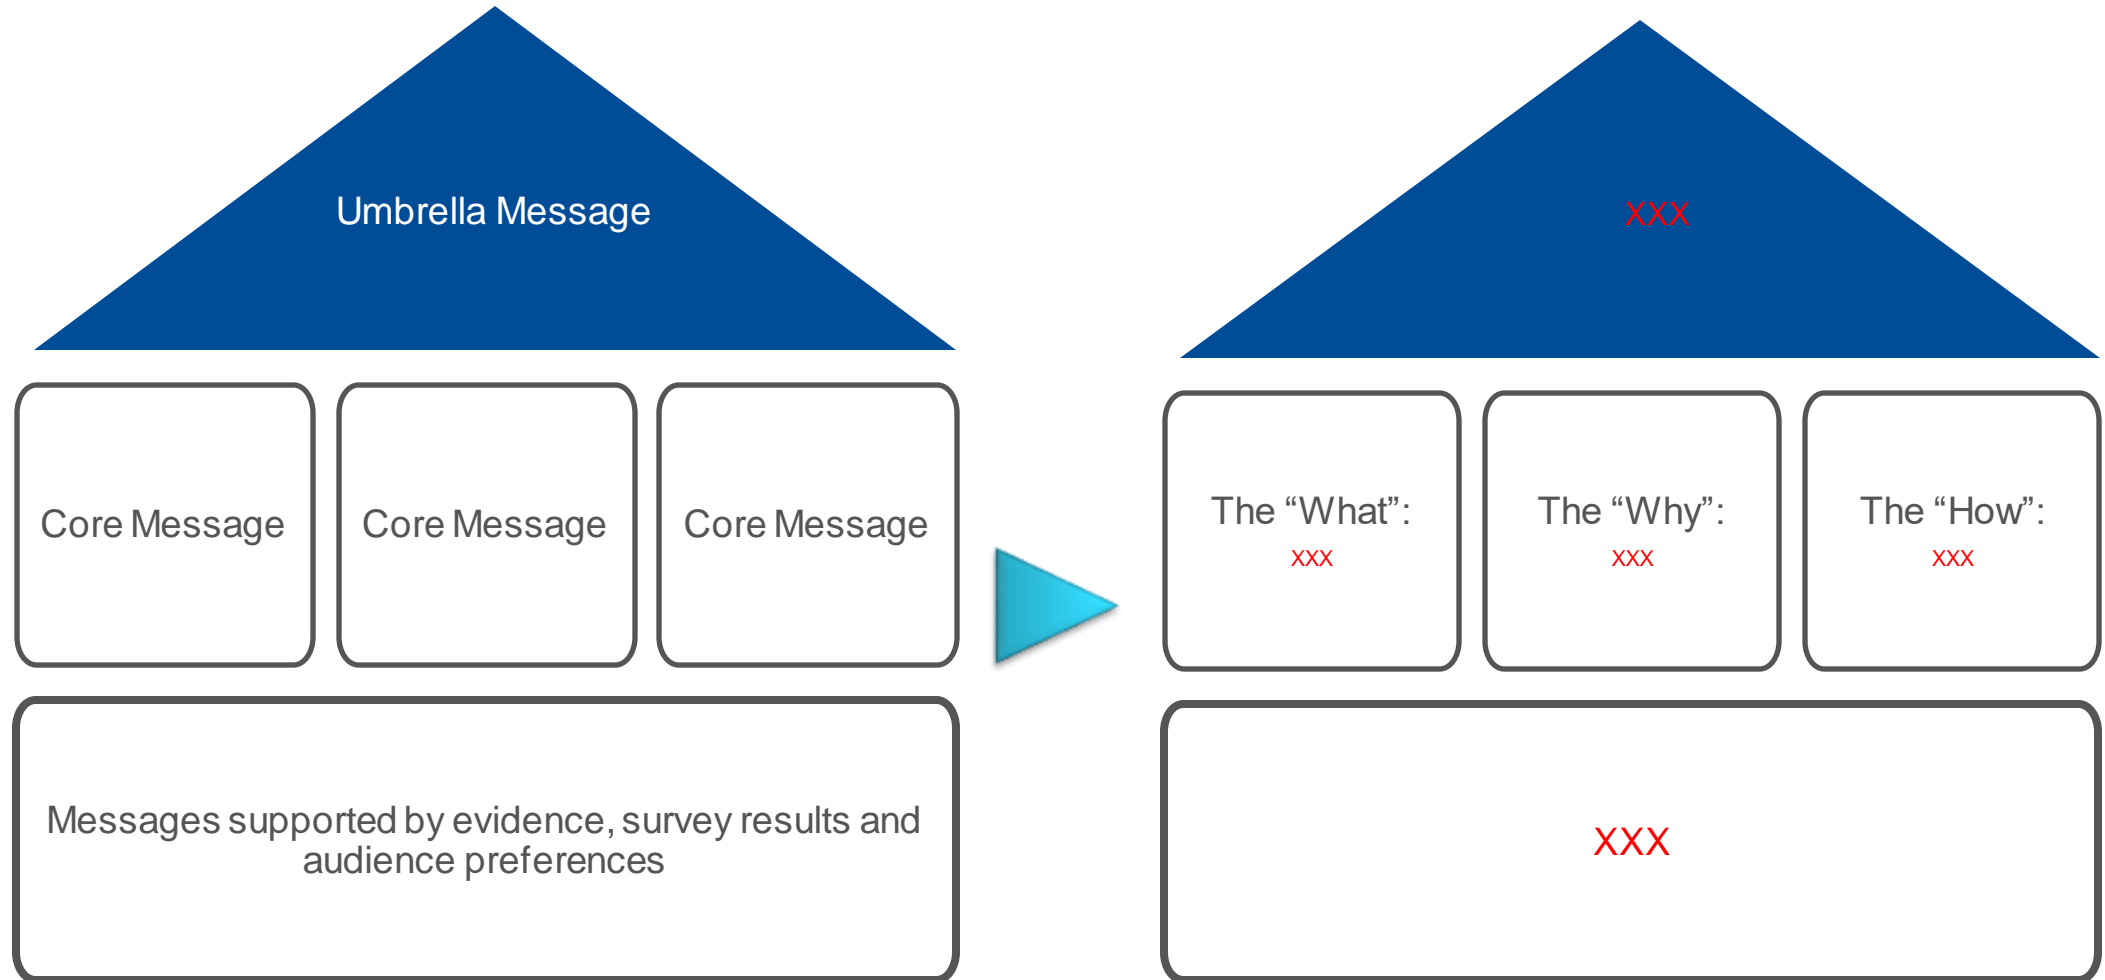 Umbrella Message
Core Message
Core Message
Core Message
Messages supported by evidence, survey results and
audience preferences
XXX
The “What”:
XXX
The “Why”:
XXX
The “How”:
XXX
XXX